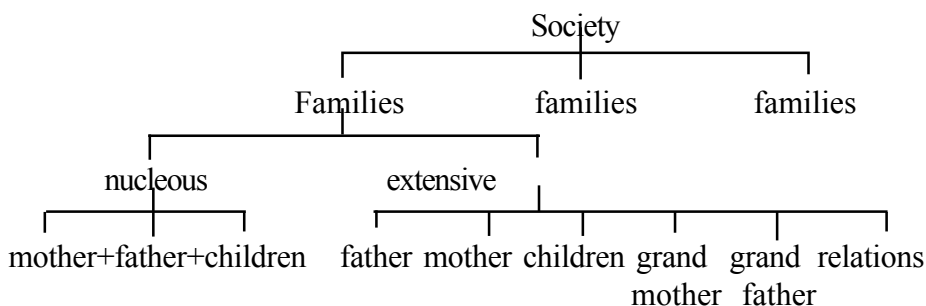 Society
Families families families
nucleous extensive
mother+father+children father mother children grand grand relations
mother father